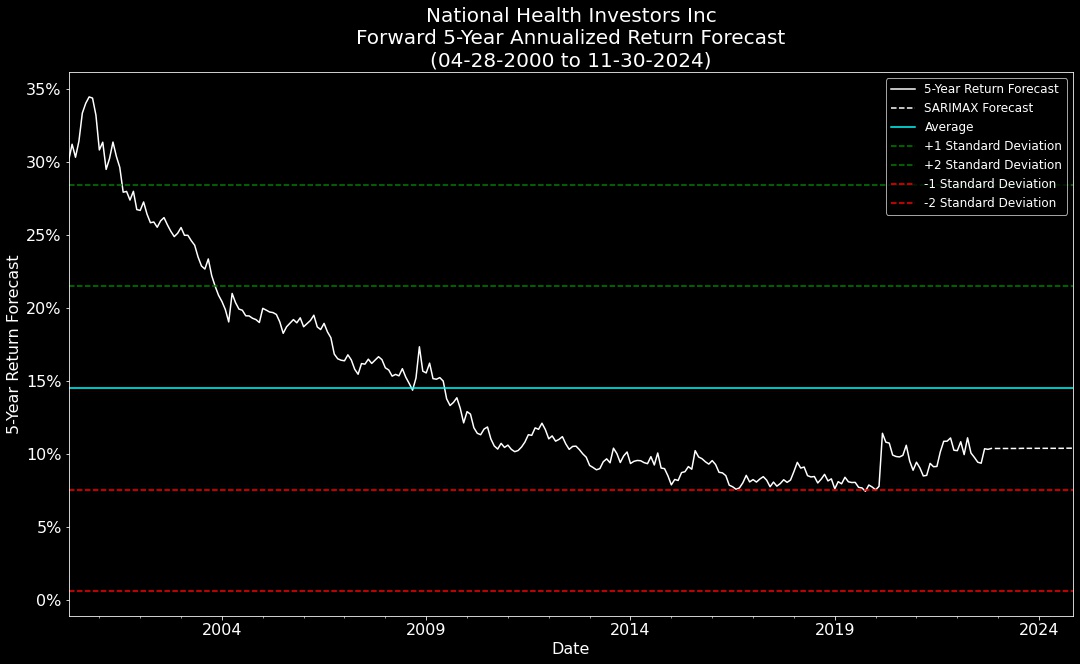 National Health Investors Inc
Forward 5-Year Annualized Return Forecast
(04-28-2000 to 11-30-2024)
5-Year Return Forecast
SARIMAX Forecast
Average
+1 Standard Deviation
+2 Standard Deviation
-1 Standard Deviation
-2 Standard Deviation
5-Year Return Forecast
35%
30%
25%
20%
15%
10%
5%
0%
2004
2009
2014
2019
2024
Date